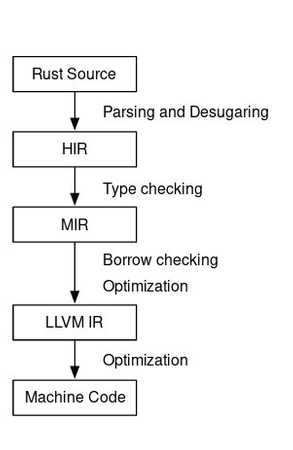 Rust Source
Parsing and Desugaring
HIR
Type checking
MIR
Borrow checking
Optimization
LLVM IR
Optimization
Machine Code